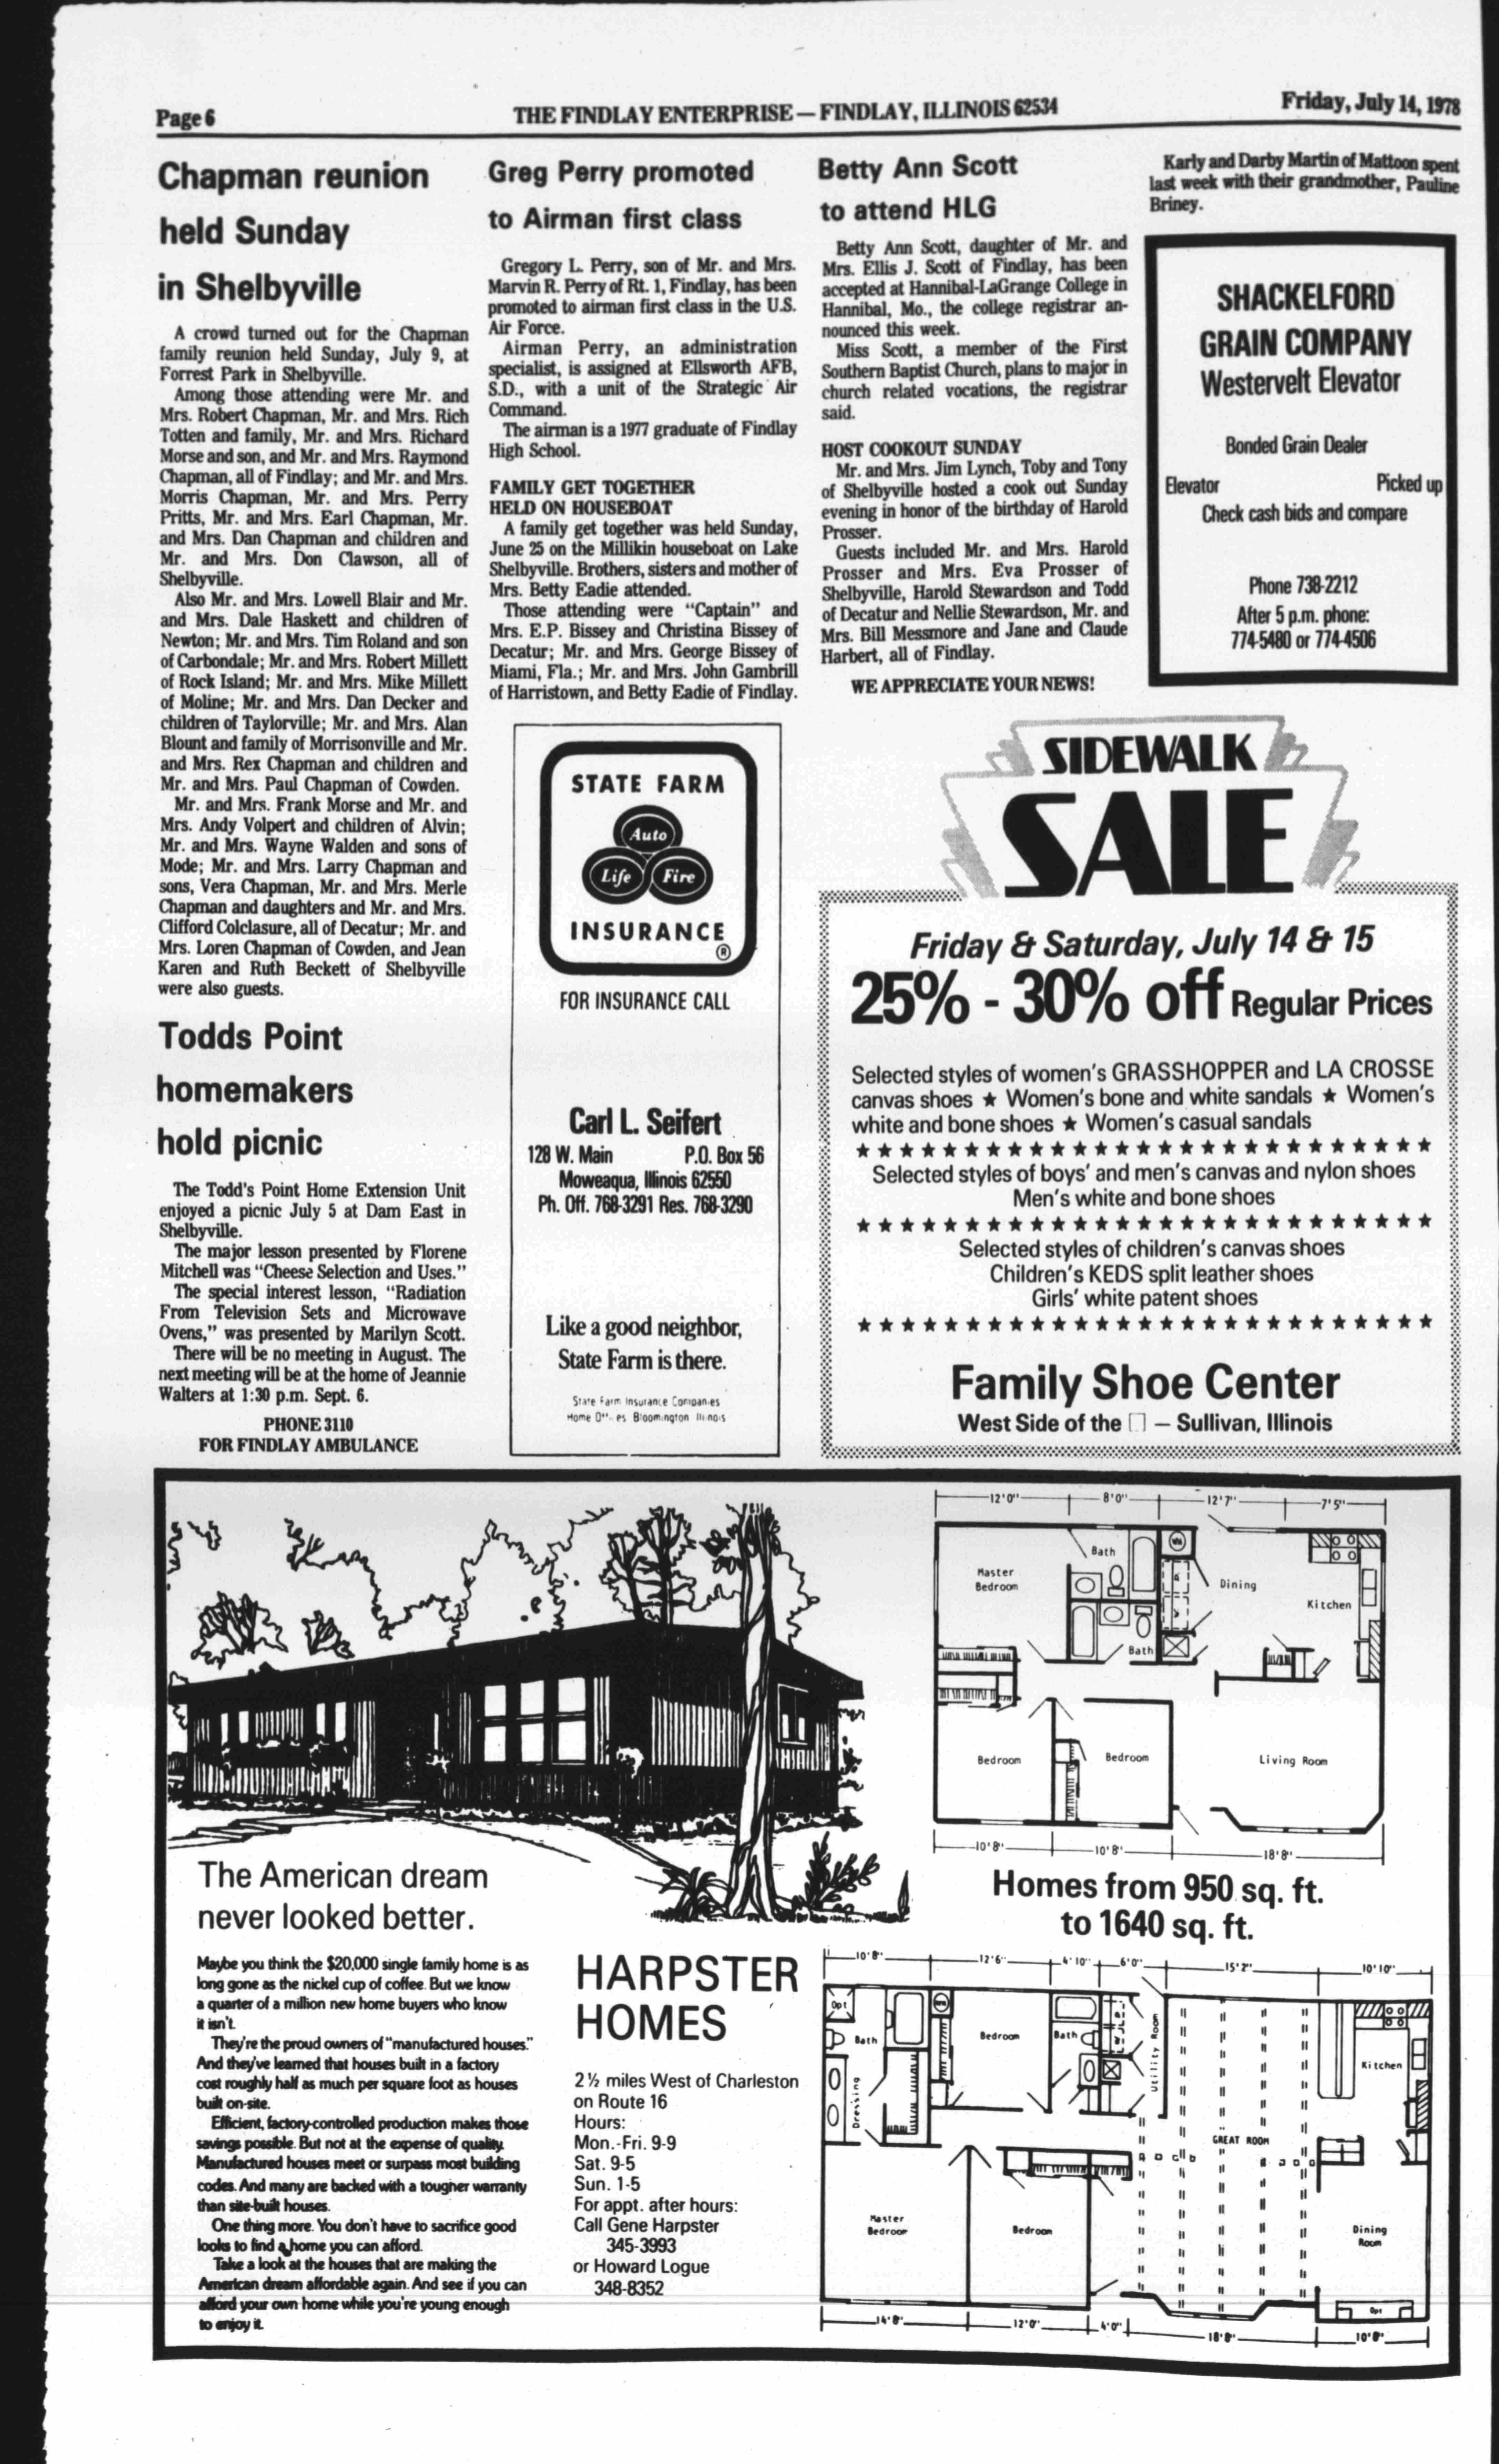 Page 6
THE FINDLAY ENTERPRISE — FINDLAY, ILLINOIS 62534
Friday, July 14, 1978
Chapman reunion
held Sunday
in Shelbyville
A crowd turned out for the Chapman
family reunion held Sunday, July 9, at
Forrest Park in Shelbyville.
Among those attending were Mr. and
Mrs. Robert Chapman, Mr. and Mrs. Rich
Totten and family, Mr. and Mrs. Richard
Morse and son, and Mr. and Mrs. Raymond
Chapman, all of Findlay; and Mr. and Mrs.
Morris Chapman, Mr. and Mrs. Perry
Pritts, Mr. and Mrs. Earl Chapman, Mr.
and Mrs. Dan Chapman and children and
Mr. and Mrs. Don Clawson, all of
Shelbyville.
Also Mr. and Mrs. Lowell Blair and Mr.
and Mrs. Dale Haskett and children of
Newton; Mr. and Mrs. Tim Roland and son
of Carbondale; Mr. and Mrs. Robert Millett
of Rock Island; Mr. and Mrs. Mike Millett
of Moline; Mr. and Mrs. Dan Decker and
children of Taylorville; Mr. and Mrs. Alan
Blount and family of Morrisonville and Mr.
and Mrs. Rex Chapman and children and
Mr. and Mrs. Paul Chapman of Cowden.
Mr. and Mrs. Frank Morse and Mr. and
Mrs. Andy Volpert and children of Alvin;
Mr. and Mrs. Wayne Walden and sons of
Mode; Mr. and Mrs. Larry Chapman and
sons, Vera Chapman, Mr. and Mrs. Merle
Chapman and daughters and Mr. and Mrs.
Clifford Colclasure, all of Decatur; Mr. and
Mrs. Loren Chapman of Cowden, and Jean
Karen and Ruth Beckett of Shelbyville
were also guests.
Todds Point
homemakers
hold picnic
The Todd's Point Home Extension Unit
enjoyed a picnic July 5 at Dam East in
Shelbyville.
The major lesson presented by Florene
Mitchell was "Cheese Selection and Uses."
The special interest lesson, "Radiation
From Television Sets and Microwave
Ovens," was presented by Marilyn Scott.
There will be no meeting in August. The
next meeting will be at the home of Jeannie
Walters at 1:30 p.m. Sept. 6.
PHONE 3110
FOR FINDLAY AMBULANCE
Greg Perry promoted
to Airman first class
Gregory L. Perry, son of Mr. and Mrs.
Marvin R. Perry of Rt. 1, Findlay, has been
promoted to airman first class in the U.S.
Air Force.
Airman Perry, an administration
specialist, is assigned at Ellsworth AFB,
S.D., with a unit of the Strategic Air
Command.
The airman is a 1977 graduate of Findlay
High School.
FAMILY GET TOGETHER
HELD ON HOUSEBOAT
A family get together was held Sunday,
June 25 on the Millikin houseboat on Lake
Shelbyville. Brothers, sisters and mother of
Mrs. Betty Eadie attended.
Those attending were "Captain" and
Mrs. E.P. Bissey and Christina Bissey of
Decatur; Mr. and Mrs. George Bissey of
Miami, Fla.; Mr. and Mrs. John Gambrill
of Harristown, and Betty Eadie of Findlay.
STATE FARM
Auto
Life Fire
INSURANCE
®
FOR INSURANCE CALL
Carl L. Seifert
128 W. Main P.O. Box 56
Moweaqua, Illinois 62550
Ph. Off. 768-3291 Res. 768-3290
Like a good neighbor,
State Farm is there.
State Farm Insurance Companies
Home Offices Bloomington Illinois
Betty Ann Scott
to attend HLG
Betty Ann Scott, daughter of Mr. and
Mrs. Ellis J. Scott of Findlay, has been
accepted at Hannibal-LaGrange College in
Hannibal, Mo., the college registrar an-
nounced this week.
Miss Scott, a member of the First
Southern Baptist Church, plans to major in
church related vocations, the registrar
said.
HOST COOKOUT SUNDAY
Mr. and Mrs. Jim Lynch, Toby and Tony
of Shelbyville hosted a cook out Sunday
evening in honor of the birthday of Harold
Prosser.
Guests included Mr. and Mrs. Harold
Prosser and Mrs. Eva Prosser of
Shelbyville, Harold Stewardson and Todd
of Decatur and Nellie Stewardson, Mr. and
Mrs. Bill Messmore and Jane and Claude
Harbert, all of Findlay.
WE APPRECIATE YOUR NEWS!
Karly and Darby Martin of Mattoon spent
last week with their grandmother, Pauline
Briney.
SHACKELFORD
GRAIN COMPANY
Westervelt Elevator
Bonded Grain Dealer
Elevator Picked up
Check cash bids and compare
Phone 738-2212
After 5 p.m. phone:
774-5480 or 774-4506
SIDEWALK
SALE
Friday & Saturday, July 14 & 15
25% - 30% off Regular Prices
Selected styles of women's GRASSHOPPER and LA CROSSE
canvas shoes ★ Women's bone and white sandals ★ Women's
white and bone shoes ★ Women's casual sandals
★★★★★★★★★★★★★★★★★★★★★★★★★★★
Selected styles of boys' and men's canvas and nylon shoes
Men's white and bone shoes
★★★★★★★★★★★★★★★★★★★★★★★★★★★
Selected styles of children's canvas shoes
Children's KEDS split leather shoes
Girls' white patent shoes
★★★★★★★★★★★★★★★★★★★★★★★★★★★
Family Shoe Center
West Side of the □ — Sullivan, Illinois
The American dream
never looked better.
Maybe you think the $20,000 single family home is as
long gone as the nickel cup of coffee. But we know
a quarter of a million new home buyers who know
it isn't.
They're the proud owners of "manufactured houses."
And they've learned that houses built in a factory
cost roughly half as much per square foot as houses
built on-site.
Efficient, factory-controlled production makes those
savings possible. But not at the expense of quality.
Manufactured houses meet or surpass most building
codes. And many are backed with a tougher warranty
than site-built houses.
One thing more. You don't have to sacrifice good
looks to find a home you can afford.
Take a look at the houses that are making the
American dream affordable again. And see if you can
afford your own home while you're young enough
to enjoy it.
HARPSTER
HOMES
2½ miles West of Charleston
on Route 16
Hours:
Mon.-Fri. 9-9
Sat. 9-5
Sun. 1-5
For appt. after hours:
Call Gene Harpster
345-3993
or Howard Logue
348-8352
12'0" 8'0" 12'7" 7'5"
Bath
Master
Bedroom
Dining
Kitchen
Bath
Bedroom Bedroom Living Room
10'8" 10'8" 18'8"
Homes from 950 sq. ft.
to 1640 sq. ft.
10'8" 12'6" 4'10" 6'0" 15'2" 10'10"
Opt
Bath
Bedroom
Bath
Utility Room
Kitchen
Dressing
GREAT ROOM
Master
Bedroom
Bedroom
Dining
Room
Opt
14'8" 12'0" 4'0" 18'8" 10'8"